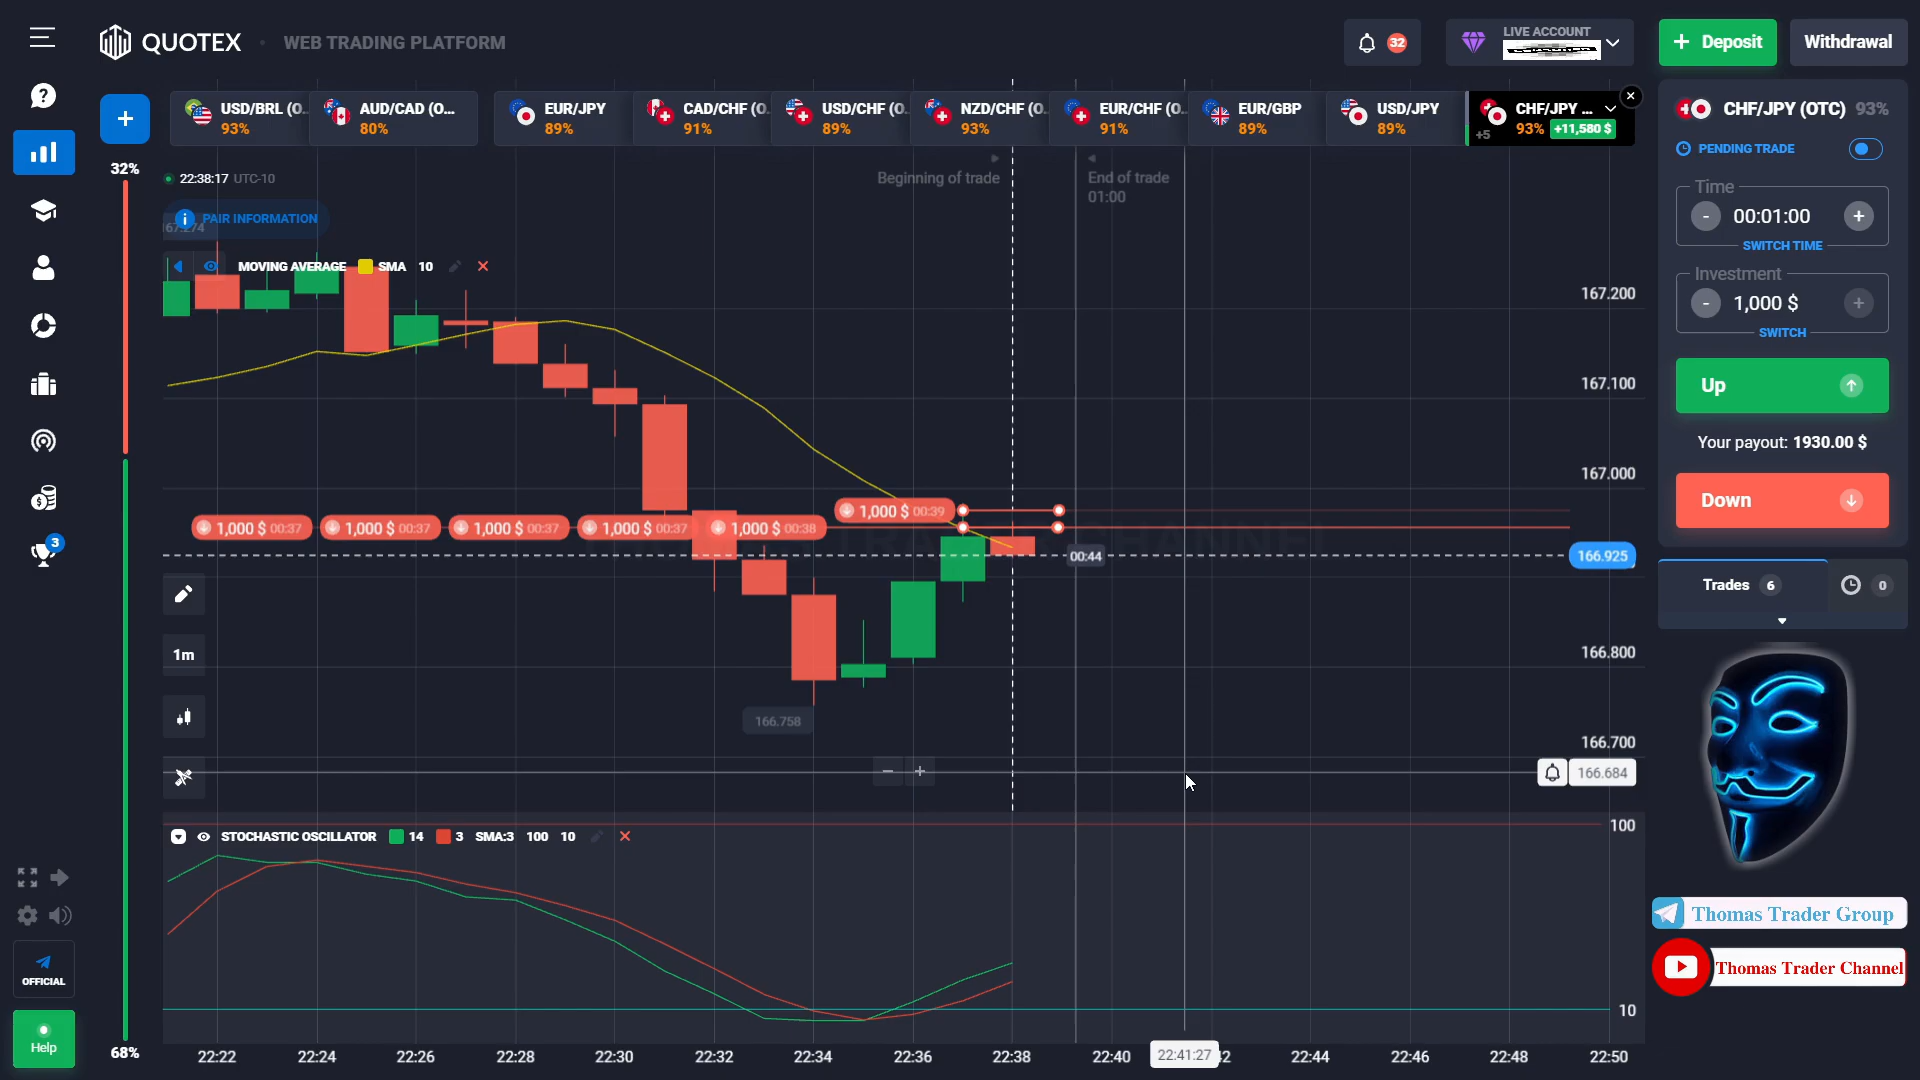 QUOTEX
WEB TRADING PLATFORM
32
LIVE ACCOUNT
Deposit
Withdrawal
USD/BRL (O...
93%
AUD/CAD (O...
80%
EUR/JPY
89%
CAD/CHF (O.
91%
USD/CHF (O.
89%
NZD/CHF (O.
93%
EUR/CHF (O.
91%
EUR/GBP
89%
USD/JPY
89%
CHF/JPY ...
+5
93%
+11,580 $
CHF/JPY (OTC) 93%
PENDING TRADE
Time
- 00:01:00 +
SWITCH TIME
Investment
- 1,000 $ +
SWITCH
Up
Your payout: 1930.00 $
Down
Trades 6
0
32%
68%
22:38:17 UTC-10
PAIR INFORMATION
MOVING AVERAGE SMA 10
Beginning of trade
End of trade
01:00
167.200
167.100
167.000
166.925
166.800
166.700
166.684
1,000 $ 00:39
1,000 $ 00:37
1,000 $ 00:37
1,000 $ 00:37
1,000 $ 00:37
1,000 $ 00:38
00:44
1m
166.758
STOCHASTIC OSCILLATOR 14 3 SMA:3 100 10
100
10
22:22
22:24
22:26
22:28
22:30
22:32
22:34
22:36
22:38
22:40
22:41:27
22:44
22:46
22:48
22:50
3
OFFICIAL
Help
Thomas Trader Group
Thomas Trader Channel